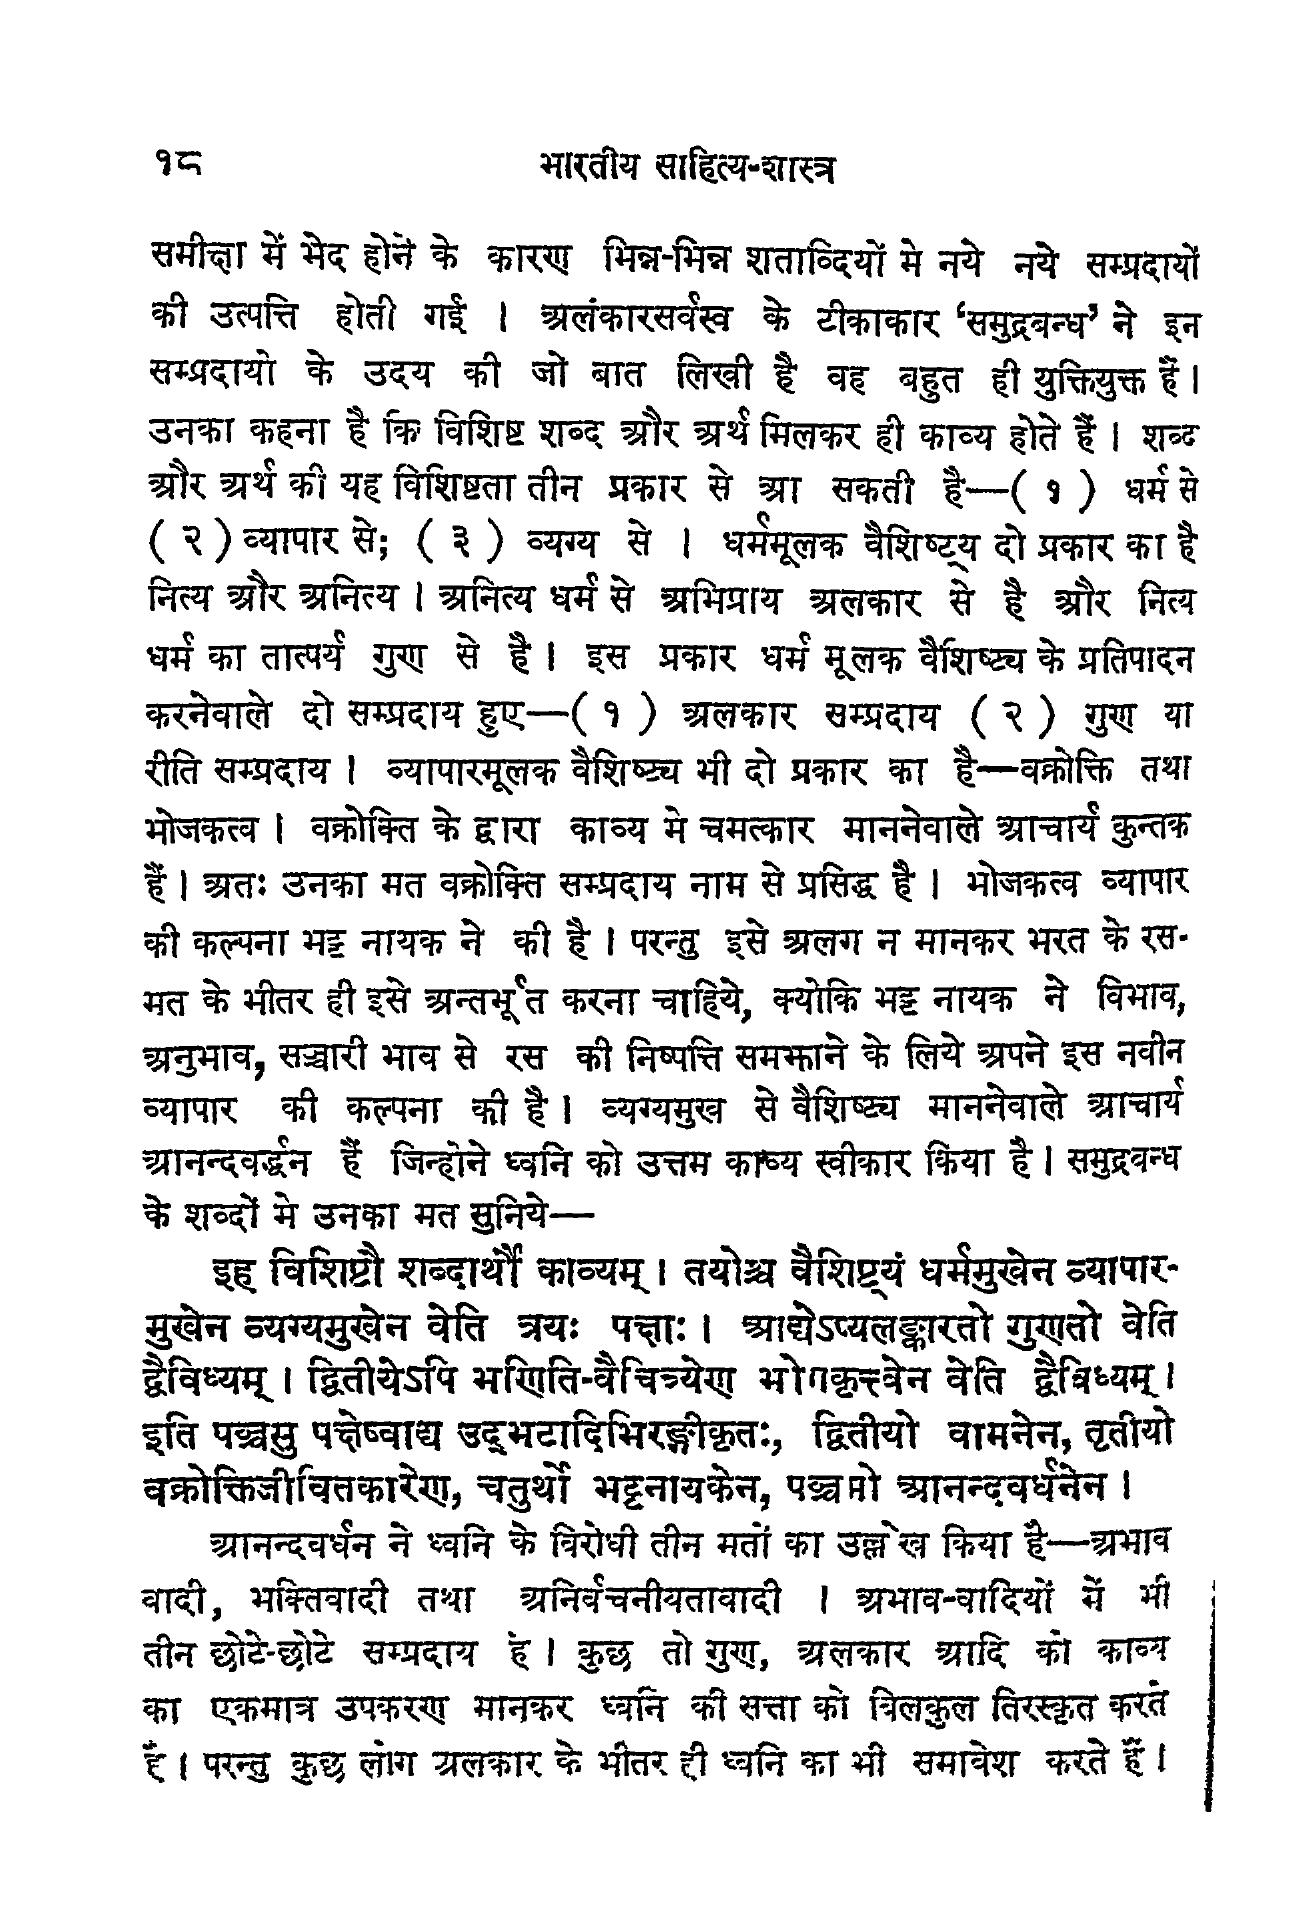 १८ भारतीय साहित्य-शास्त्र
समीक्षा में भेद होने के कारण भिन्न-भिन्न शताब्दियों मे नये नये सम्प्रदायों
की उत्पत्ति होती गई । अलंकारसर्वस्व के टीकाकार ‘समुद्रबन्ध’ ने इन
सम्प्रदायो के उदय की जो बात लिखी है वह बहुत ही युक्तियुक्त हैं।
उनका कहना है कि विशिष्ट शब्द और अर्थ मिलकर ही काव्य होते हैं । शब्द
और अर्थ की यह विशिष्टता तीन प्रकार से आ सकती है—( १ ) धर्म से
( २ ) व्यापार से; ( ३ ) व्यग्य से । धर्ममूलक वैशिष्ट्य दो प्रकार का है
नित्य और अनित्य । अनित्य धर्म से अभिप्राय अलकार से है और नित्य
धर्म का तात्पर्य गुण से है। इस प्रकार धर्म मूलक वैशिष्ट्य के प्रतिपादन
करनेवाले दो सम्प्रदाय हुए—( १ ) अलकार सम्प्रदाय ( २ ) गुण या
रीति सम्प्रदाय । व्यापारमूलक वैशिष्ट्य भी दो प्रकार का है—वक्रोक्ति तथा
भोजकत्व । वक्रोक्ति के द्वारा काव्य मे चमत्कार माननेवाले आचार्य कुन्तक
हैं। अतः उनका मत वक्रोक्ति सम्प्रदाय नाम से प्रसिद्ध है । भोजकत्व व्यापार
की कल्पना भट्ट नायक ने की है । परन्तु इसे अलग न मानकर भरत के रस-
मत के भीतर ही इसे अन्तर्भूत करना चाहिये, क्योकि भट्ट नायक ने विभाव,
अनुभाव, सञ्चारी भाव से रस की निष्पत्ति समझाने के लिये अपने इस नवीन
व्यापार की कल्पना की है । व्यग्यमुख से वैशिष्ट्य माननेवाले आचार्य
आनन्दवर्द्धन हैं जिन्होने ध्वनि को उत्तम काव्य स्वीकार किया है । समुद्रबन्ध
के शब्दों मे उनका मत सुनिये—
इह विशिष्टौ शब्दार्थौ काव्यम् । तयोश्च वैशिष्ट्यं धर्ममुखेन व्यापार-
मुखेन व्यग्यमुखेन वेति त्रयः पक्षाः । आद्येऽप्यलङ्कारतो गुणतो वेति
द्वैविध्यम् । द्वितीयेऽपि भणिति-वैचित्र्येण भोगकृत्त्वेन वेति द्वैविध्यम् ।
इति पञ्चसु पक्षेष्वाद्य उद्भटादिभिरङ्गीकृतः, द्वितीयो वामनेन, तृतीयो
वक्रोक्तिजीवितकारेण, चतुर्थो भट्टनायकेन, पञ्चमो आनन्दवर्धनेन ।
आनन्दवर्धन ने ध्वनि के विरोधी तीन मतों का उल्लेख किया है—अभाव
वादी, भक्तिवादी तथा अनिर्वचनीयतावादी । अभाव-वादियों में भी
तीन छोटे-छोटे सम्प्रदाय हं । कुछ तो गुण, अलकार आदि को काव्य
का एकमात्र उपकरण मानकर ध्वनि की सत्ता को बिलकुल तिरस्कृत करते
हं । परन्तु कुछ लोग अलकार के भीतर ही ध्वनि का भी समावेश करते हैं ।